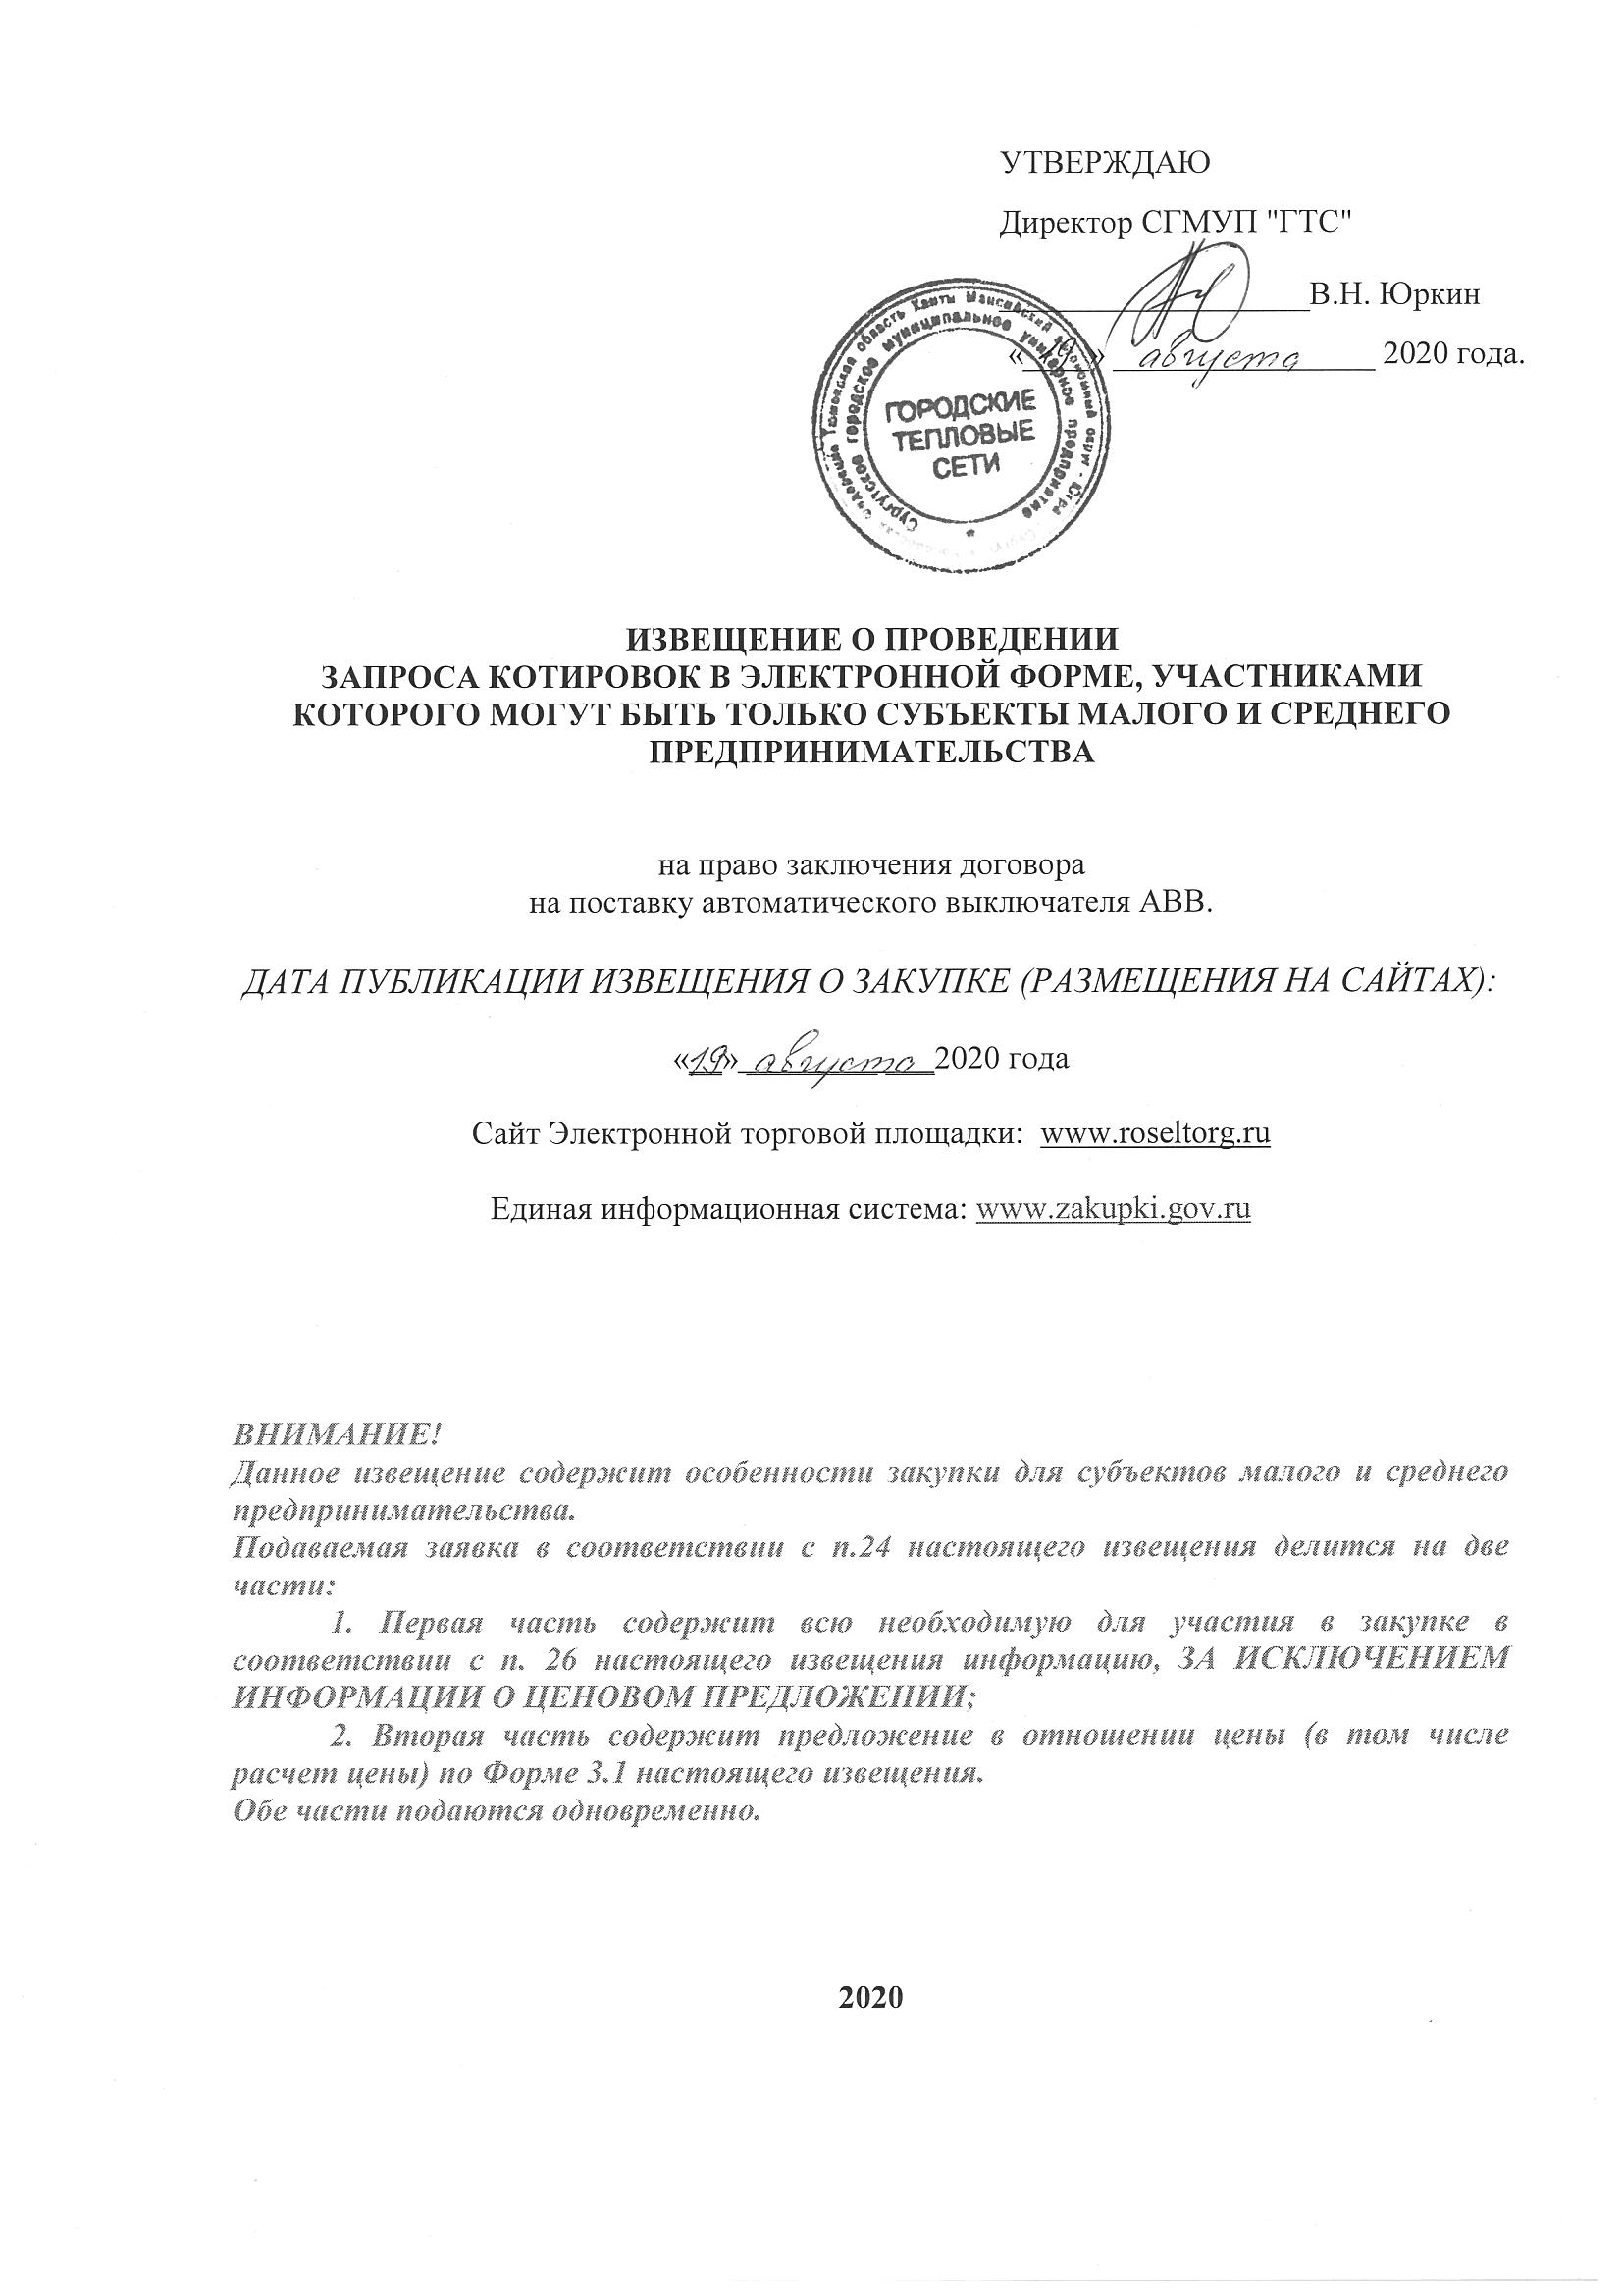 УТВЕРЖДАЮ
Директор СГМУП "ГТС"
В.Н. Юркин
«19» августа 2020 года.
Сургутское городское муниципальное унитарное предприятие
ГОРОДСКИЕ
ТЕПЛОВЫЕ
СЕТИ
ИЗВЕЩЕНИЕ О ПРОВЕДЕНИИ
ЗАПРОСА КОТИРОВОК В ЭЛЕКТРОННОЙ ФОРМЕ, УЧАСТНИКАМИ
КОТОРОГО МОГУТ БЫТЬ ТОЛЬКО СУБЪЕКТЫ МАЛОГО И СРЕДНЕГО
ПРЕДПРИНИМАТЕЛЬСТВА
на право заключения договора
на поставку автоматического выключателя АВВ.
ДАТА ПУБЛИКАЦИИ ИЗВЕЩЕНИЯ О ЗАКУПКЕ (РАЗМЕЩЕНИЯ НА САЙТАХ):
«19» августа 2020 года
Сайт Электронной торговой площадки: www.roseltorg.ru
Единая информационная система: www.zakupki.gov.ru
ВНИМАНИЕ!
Данное извещение содержит особенности закупки для субъектов малого и среднего
предпринимательства.
Подаваемая заявка в соответствии с п.24 настоящего извещения делится на две
части:
1. Первая часть содержит всю необходимую для участия в закупке в
соответствии с п. 26 настоящего извещения информацию, ЗА ИСКЛЮЧЕНИЕМ
ИНФОРМАЦИИ О ЦЕНОВОМ ПРЕДЛОЖЕНИИ;
2. Вторая часть содержит предложение в отношении цены (в том числе
расчет цены) по Форме 3.1 настоящего извещения.
Обе части подаются одновременно.
2020